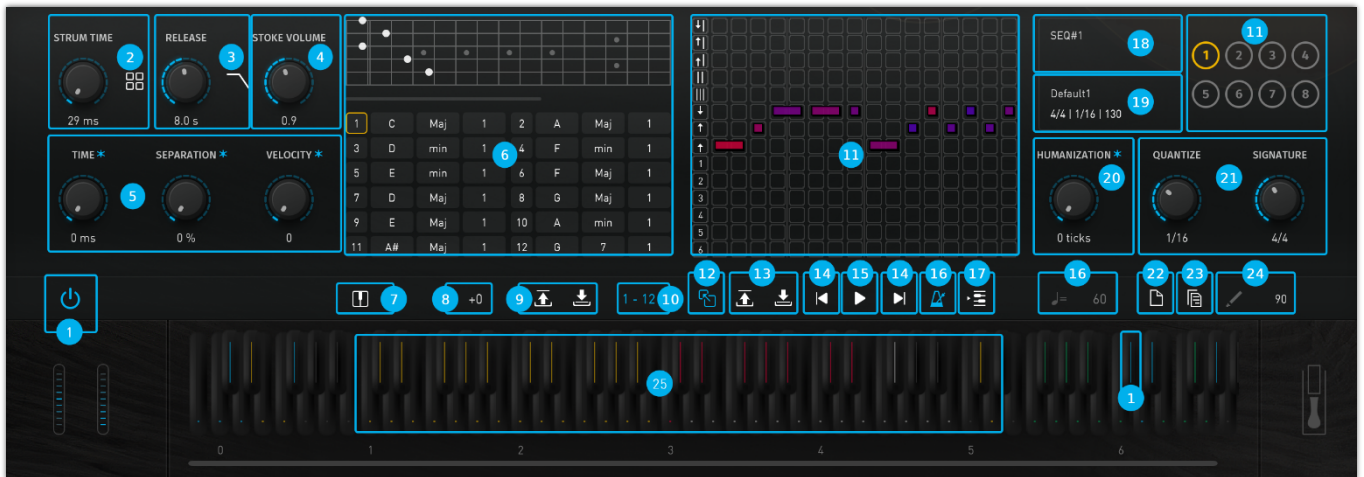 STRUM TIME
2
29 ms
RELEASE
3
8.0 s
STOKE VOLUME
4
0.9
TIME *
5
0 ms
SEPARATION *
0 %
VELOCITY *
0
1 C Maj 1 2 A Maj 1
3 D min 1 4 F min 1
5 E min 1 6 F Maj 1
7 D Maj 1 8 G Maj 1
9 E Maj 1 10 A min 1
11 A# Maj 1 12 G 7 1
6
1
2
3
4
5
6
11
SEQ#1
18
Default1
19
4/4 | 1/16 | 130
11
1 2 3 4
5 6 7 8
HUMANIZATION *
20
0 ticks
QUANTIZE
21
1/16
SIGNATURE
4/4
1
7
8 +0
9
1 - 12 10
12
13
14
15
14
16
17
16
♩= 60
22
23
24
90
25
1
0 1 2 3 4 5 6